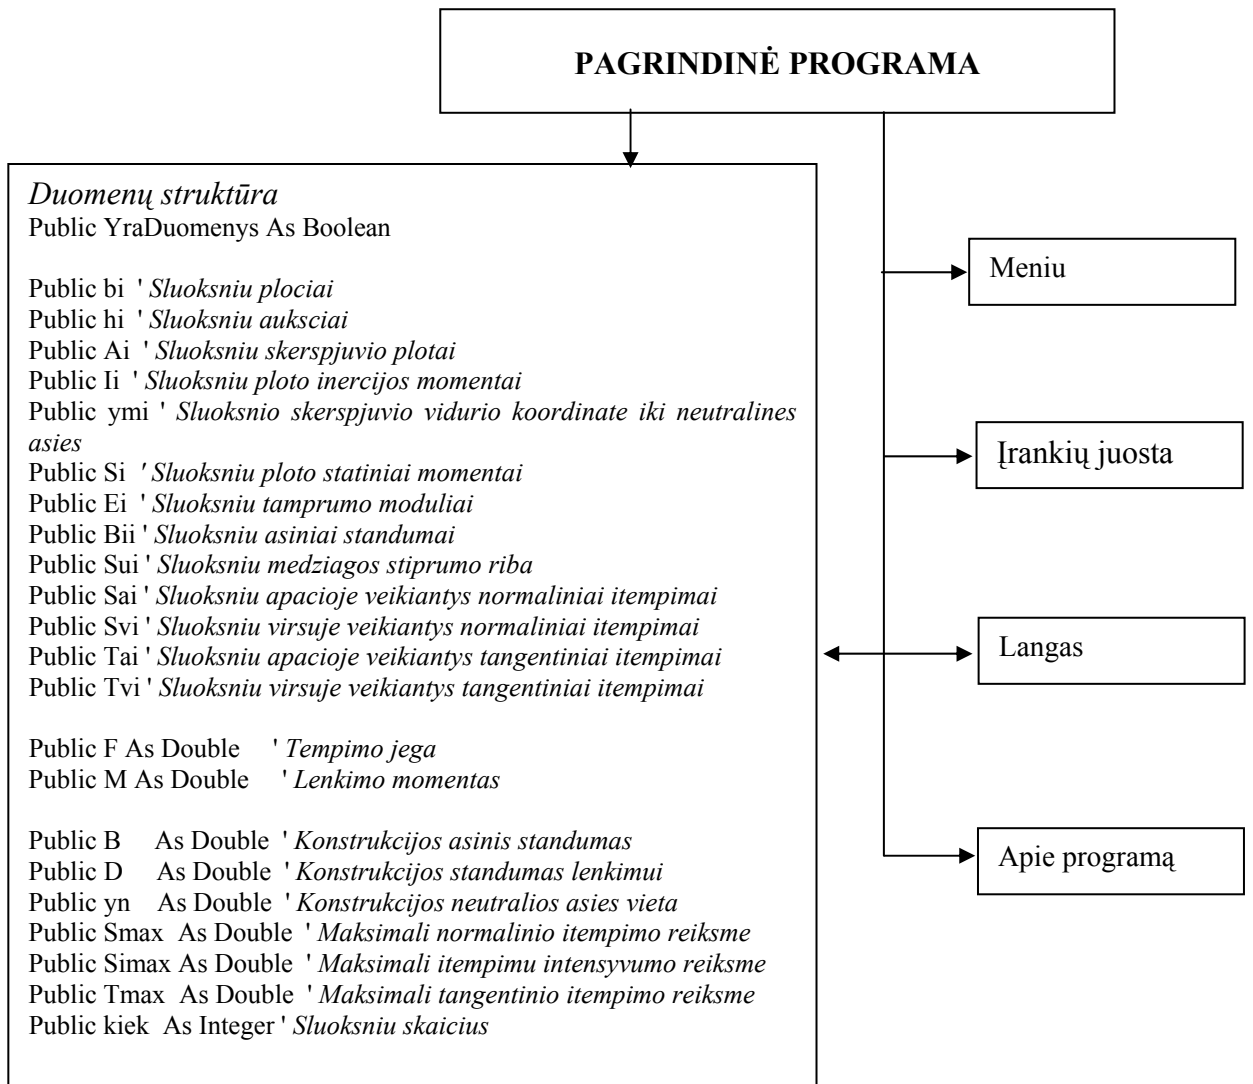 PAGRINDINĖ PROGRAMA
Duomenų struktūra
Public YraDuomenys As Boolean
Public bi ' Sluoksniu plociai
Public hi ' Sluoksniu auksciai
Public Ai ' Sluoksniu skerspjuvio plotai
Public Ii ' Sluoksniu ploto inercijos momentai
Public ymi ' Sluoksnio skerspjuvio vidurio koordinate iki neutralines
asies
Public Si ' Sluoksniu ploto statiniai momentai
Public Ei ' Sluoksniu tamprumo moduliai
Public Bii ' Sluoksniu asiniai standumai
Public Sui ' Sluoksniu medziagos stiprumo riba
Public Sai ' Sluoksniu apacioje veikiantys normaliniai itempimai
Public Svi ' Sluoksniu virsuje veikiantys normaliniai itempimai
Public Tai ' Sluoksniu apacioje veikiantys tangentiniai itempimai
Public Tvi ' Sluoksniu virsuje veikiantys tangentiniai itempimai
Public F As Double ' Tempimo jega
Public M As Double ' Lenkimo momentas
Public B As Double ' Konstrukcijos asinis standumas
Public D As Double ' Konstrukcijos standumas lenkimui
Public yn As Double ' Konstrukcijos neutralios asies vieta
Public Smax As Double ' Maksimali normalinio itempimo reiksme
Public Simax As Double ' Maksimali itempimu intensyvumo reiksme
Public Tmax As Double ' Maksimali tangentinio itempimo reiksme
Public kiek As Integer ' Sluoksniu skaicius
Meniu
Įrankių juosta
Langas
Apie programą